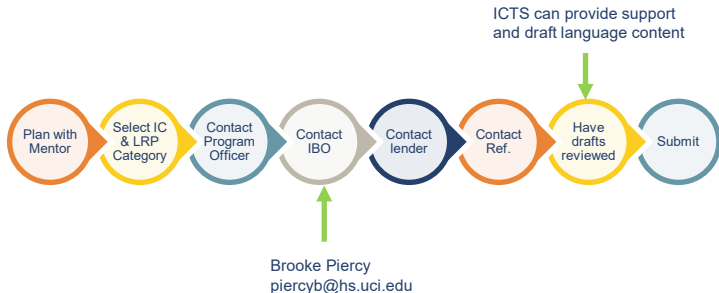 ICTS can provide support
and draft language content
Plan with
Mentor
Select IC
& LRP
Category
Contact
Program
Officer
Contact
IBO
Contact
lender
Contact
Ref.
Have
drafts
reviewed
Submit
Brooke Piercy
piercyb@hs.uci.edu